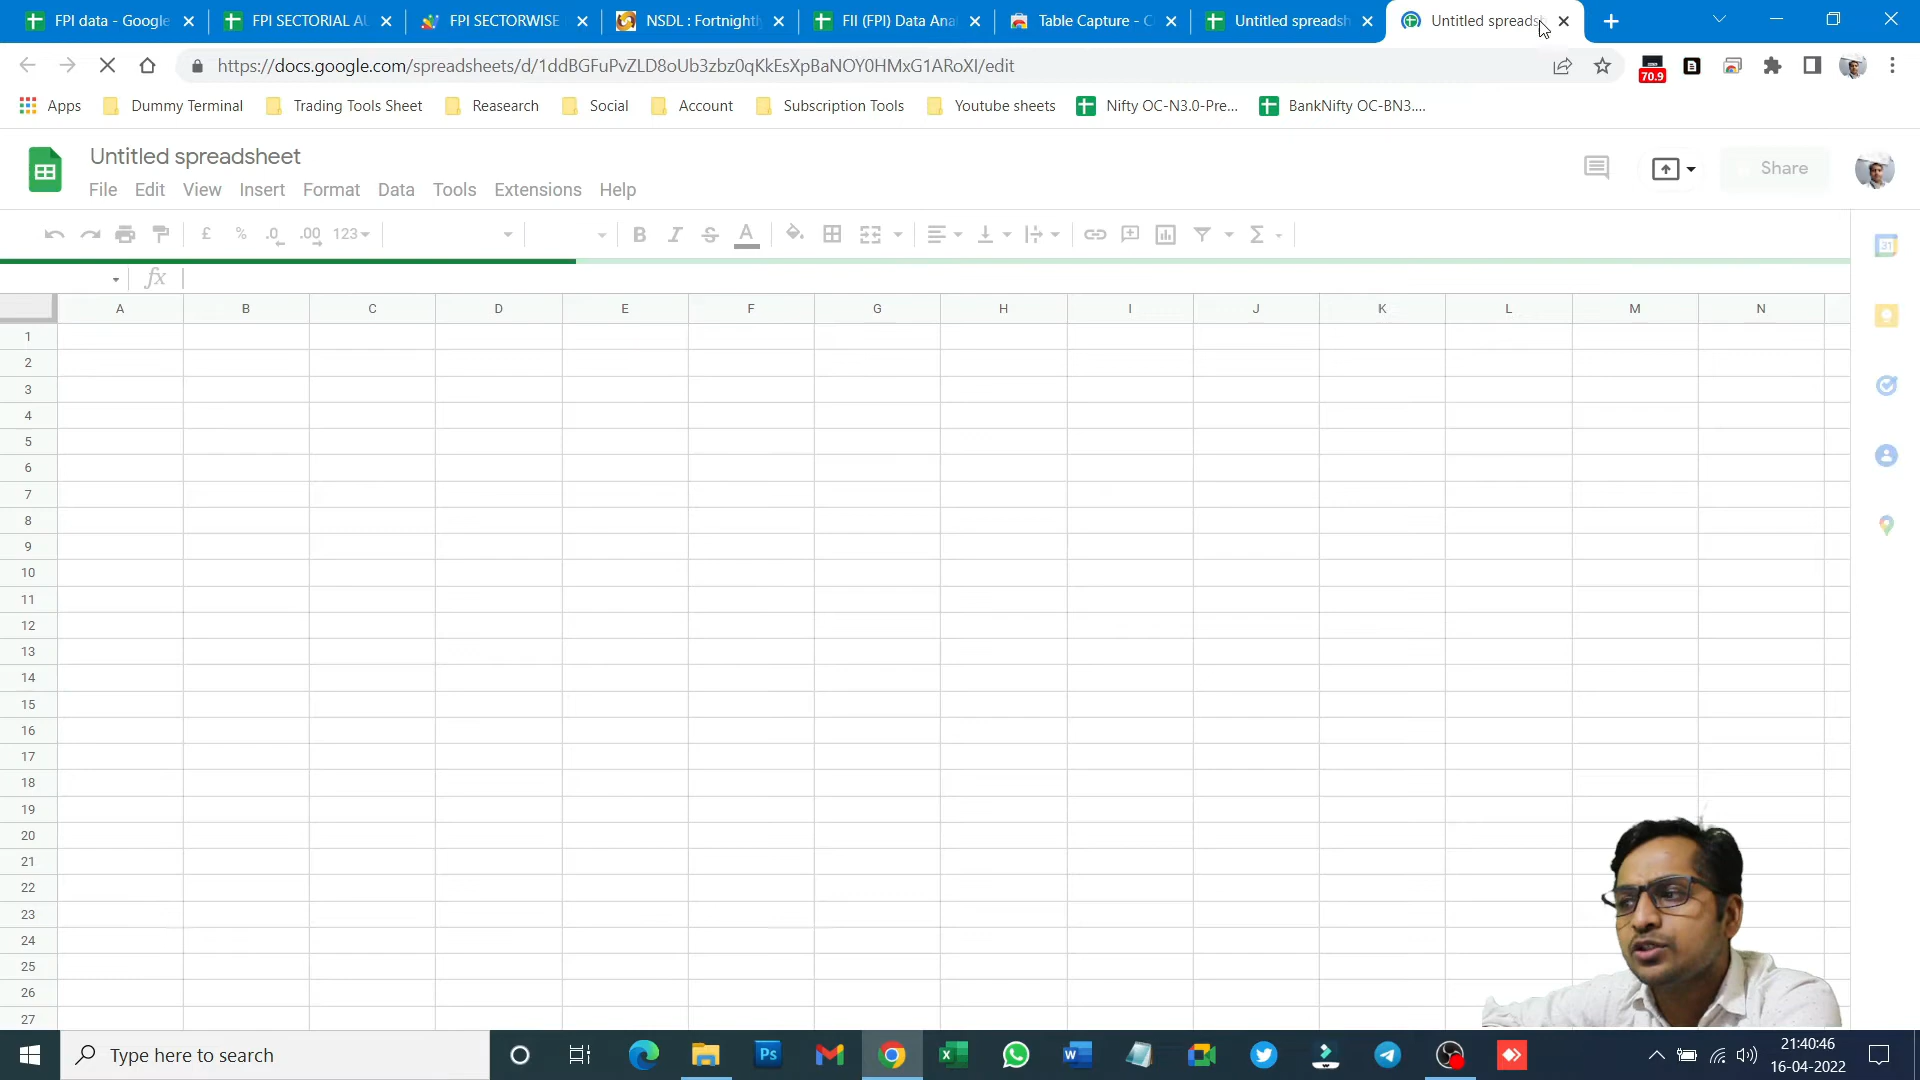 FPI data - Google
FPI SECTORIAL AU
FPI SECTORWISE
NSDL : Fortnightly
FII (FPI) Data Anal
Table Capture - C
Untitled spreadsh
Untitled spreads
https://docs.google.com/spreadsheets/d/1ddBGFuPvZLD8oUb3zbz0qKkEsXpBaNOY0HMxG1ARoXI/edit
70.9
Apps
Dummy Terminal
Trading Tools Sheet
Reasearch
Social
Account
Subscription Tools
Youtube sheets
Nifty OC-N3.0-Pre...
BankNifty OC-BN3....
Untitled spreadsheet
File Edit View Insert Format Data Tools Extensions Help
Share
£ % .0 .00 123
B I S A
Σ
31
fx
A B C D E F G H I J K L M N
1
2
3
4
5
6
7
8
9
10
11
12
13
14
15
16
17
18
19
20
21
22
23
24
25
26
27
Type here to search
Ps
21:40:46
16-04-2022